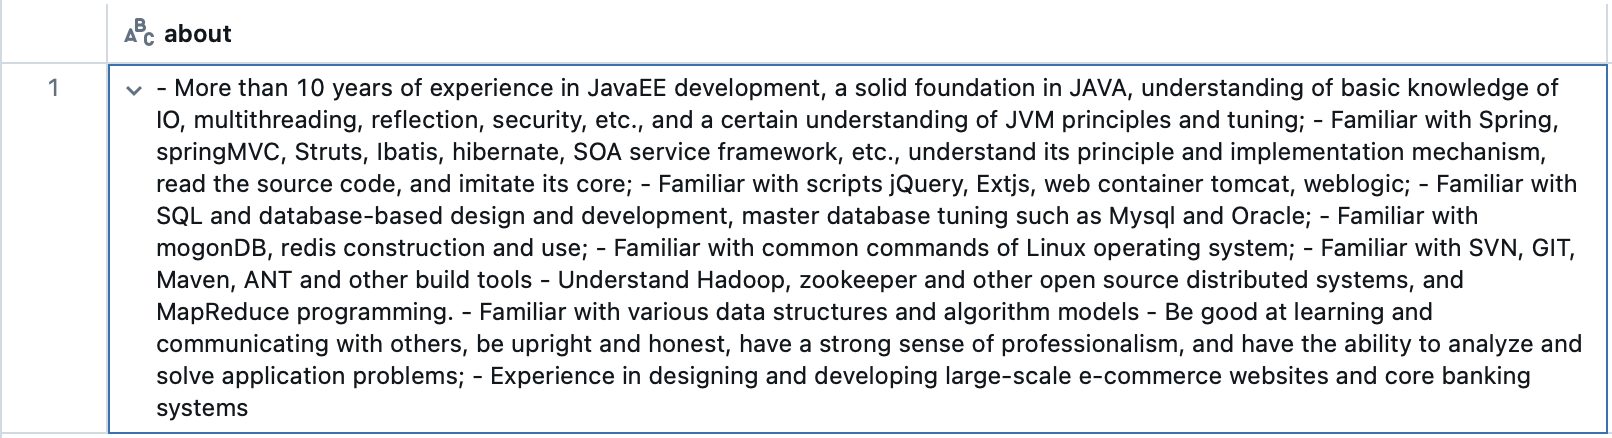 ABC about
1
- More than 10 years of experience in JavaEE development, a solid foundation in JAVA, understanding of basic knowledge of
IO, multithreading, reflection, security, etc., and a certain understanding of JVM principles and tuning; - Familiar with Spring,
springMVC, Struts, Ibatis, hibernate, SOA service framework, etc., understand its principle and implementation mechanism,
read the source code, and imitate its core; - Familiar with scripts jQuery, Extjs, web container tomcat, weblogic; - Familiar with
SQL and database-based design and development, master database tuning such as Mysql and Oracle; - Familiar with
mogonDB, redis construction and use; - Familiar with common commands of Linux operating system; - Familiar with SVN, GIT,
Maven, ANT and other build tools - Understand Hadoop, zookeeper and other open source distributed systems, and
MapReduce programming. - Familiar with various data structures and algorithm models - Be good at learning and
communicating with others, be upright and honest, have a strong sense of professionalism, and have the ability to analyze and
solve application problems; - Experience in designing and developing large-scale e-commerce websites and core banking
systems